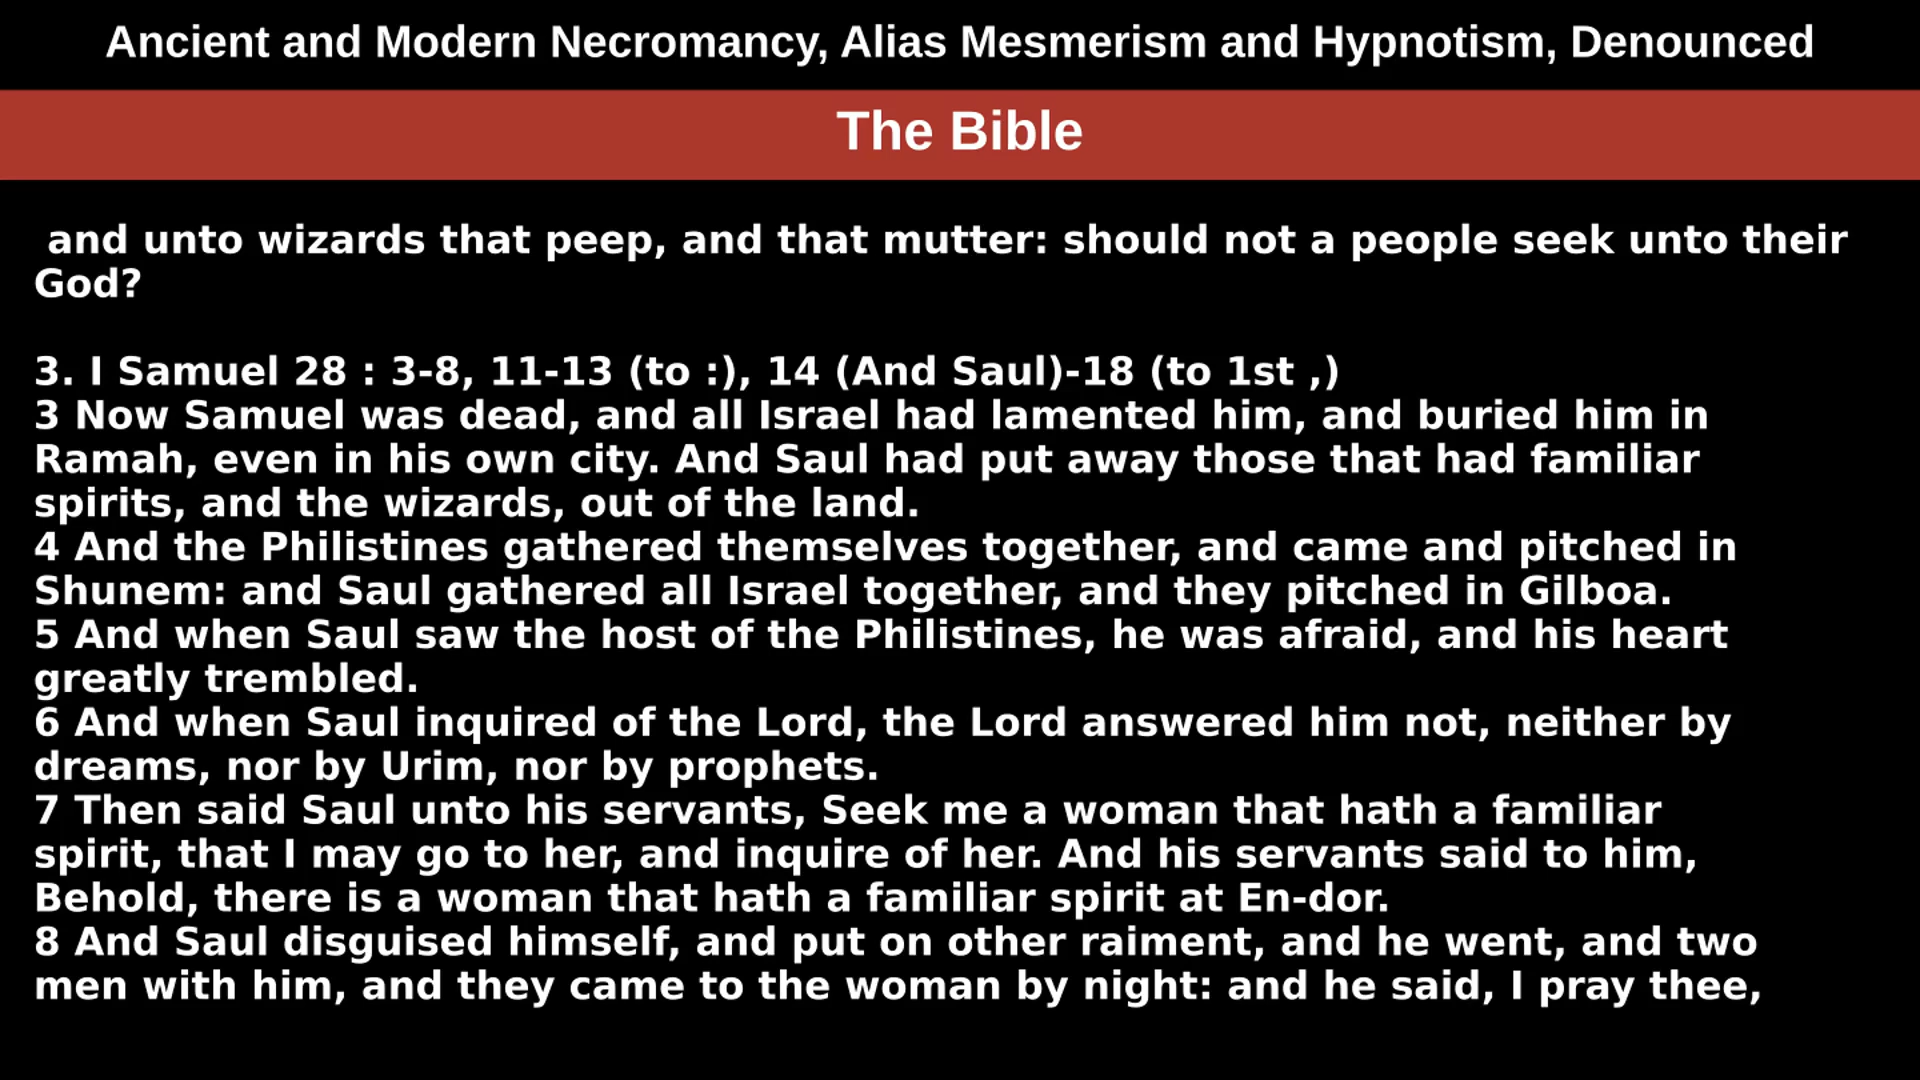 Ancient and Modern Necromancy, Alias Mesmerism and Hypnotism, Denounced
The Bible
and unto wizards that peep, and that mutter: should not a people seek unto their
God?
3. I Samuel 28 : 3-8, 11-13 (to :), 14 (And Saul)-18 (to 1st ,)
3 Now Samuel was dead, and all Israel had lamented him, and buried him in
Ramah, even in his own city. And Saul had put away those that had familiar
spirits, and the wizards, out of the land.
4 And the Philistines gathered themselves together, and came and pitched in
Shunem: and Saul gathered all Israel together, and they pitched in Gilboa.
5 And when Saul saw the host of the Philistines, he was afraid, and his heart
greatly trembled.
6 And when Saul inquired of the Lord, the Lord answered him not, neither by
dreams, nor by Urim, nor by prophets.
7 Then said Saul unto his servants, Seek me a woman that hath a familiar
spirit, that I may go to her, and inquire of her. And his servants said to him,
Behold, there is a woman that hath a familiar spirit at En-dor.
8 And Saul disguised himself, and put on other raiment, and he went, and two
men with him, and they came to the woman by night: and he said, I pray thee,